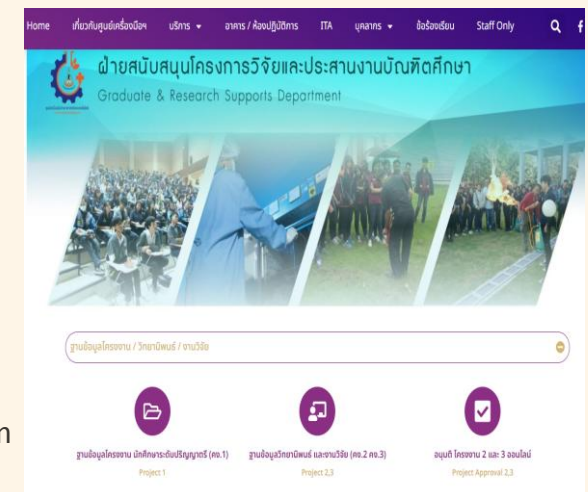 Home เกี่ยวกับศูนย์เครื่องมือฯ บริการ อาคาร / ห้องปฏิบัติการ ITA บุคลากร ข้อร้องเรียน Staff Only
ฝ่ายสนับสนุนโครงการวิจัยและประสานงานบัณฑิตศึกษา
Graduate & Research Supports Department
ฐานข้อมูลโครงงาน / วิทยานิพนธ์ / งานวิจัย
ฐานข้อมูลโครงงาน นักศึกษาระดับปริญญาตรี (คง.1) ฐานข้อมูลวิทยานิพนธ์ และงานวิจัย (คง.2 คง.3) อนุมัติ โครงงาน 2 และ 3 ออนไลน์
Project 1 Project 2,3 Project Approval 2,3